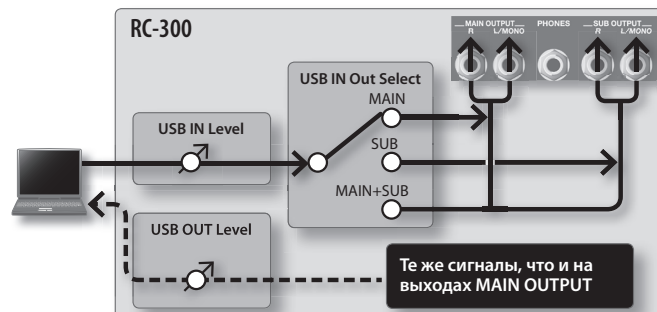 RC-300
MAIN OUTPUT
R
L/MONO
PHONES
SUB OUTPUT
R
L/MONO
USB IN Out Select
MAIN
USB IN Level
SUB
MAIN+SUB
USB OUT Level
Те же сигналы, что и на
выходах MAIN OUTPUT